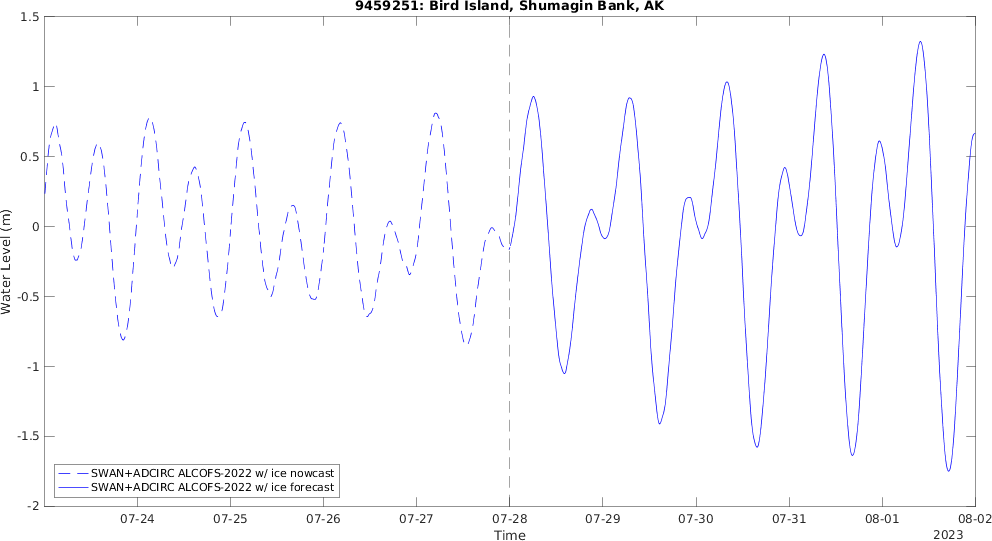 9459251: Bird Island, Shumagin Bank, AK
1.5
1
0.5
0
-0.5
-1
-1.5
-2
Water Level (m)
SWAN+ADCIRC ALCOFS-2022 w/ ice nowcast
SWAN+ADCIRC ALCOFS-2022 w/ ice forecast
07-24 07-25 07-26 07-27 07-28 07-29 07-30 07-31 08-01 08-02
Time
2023